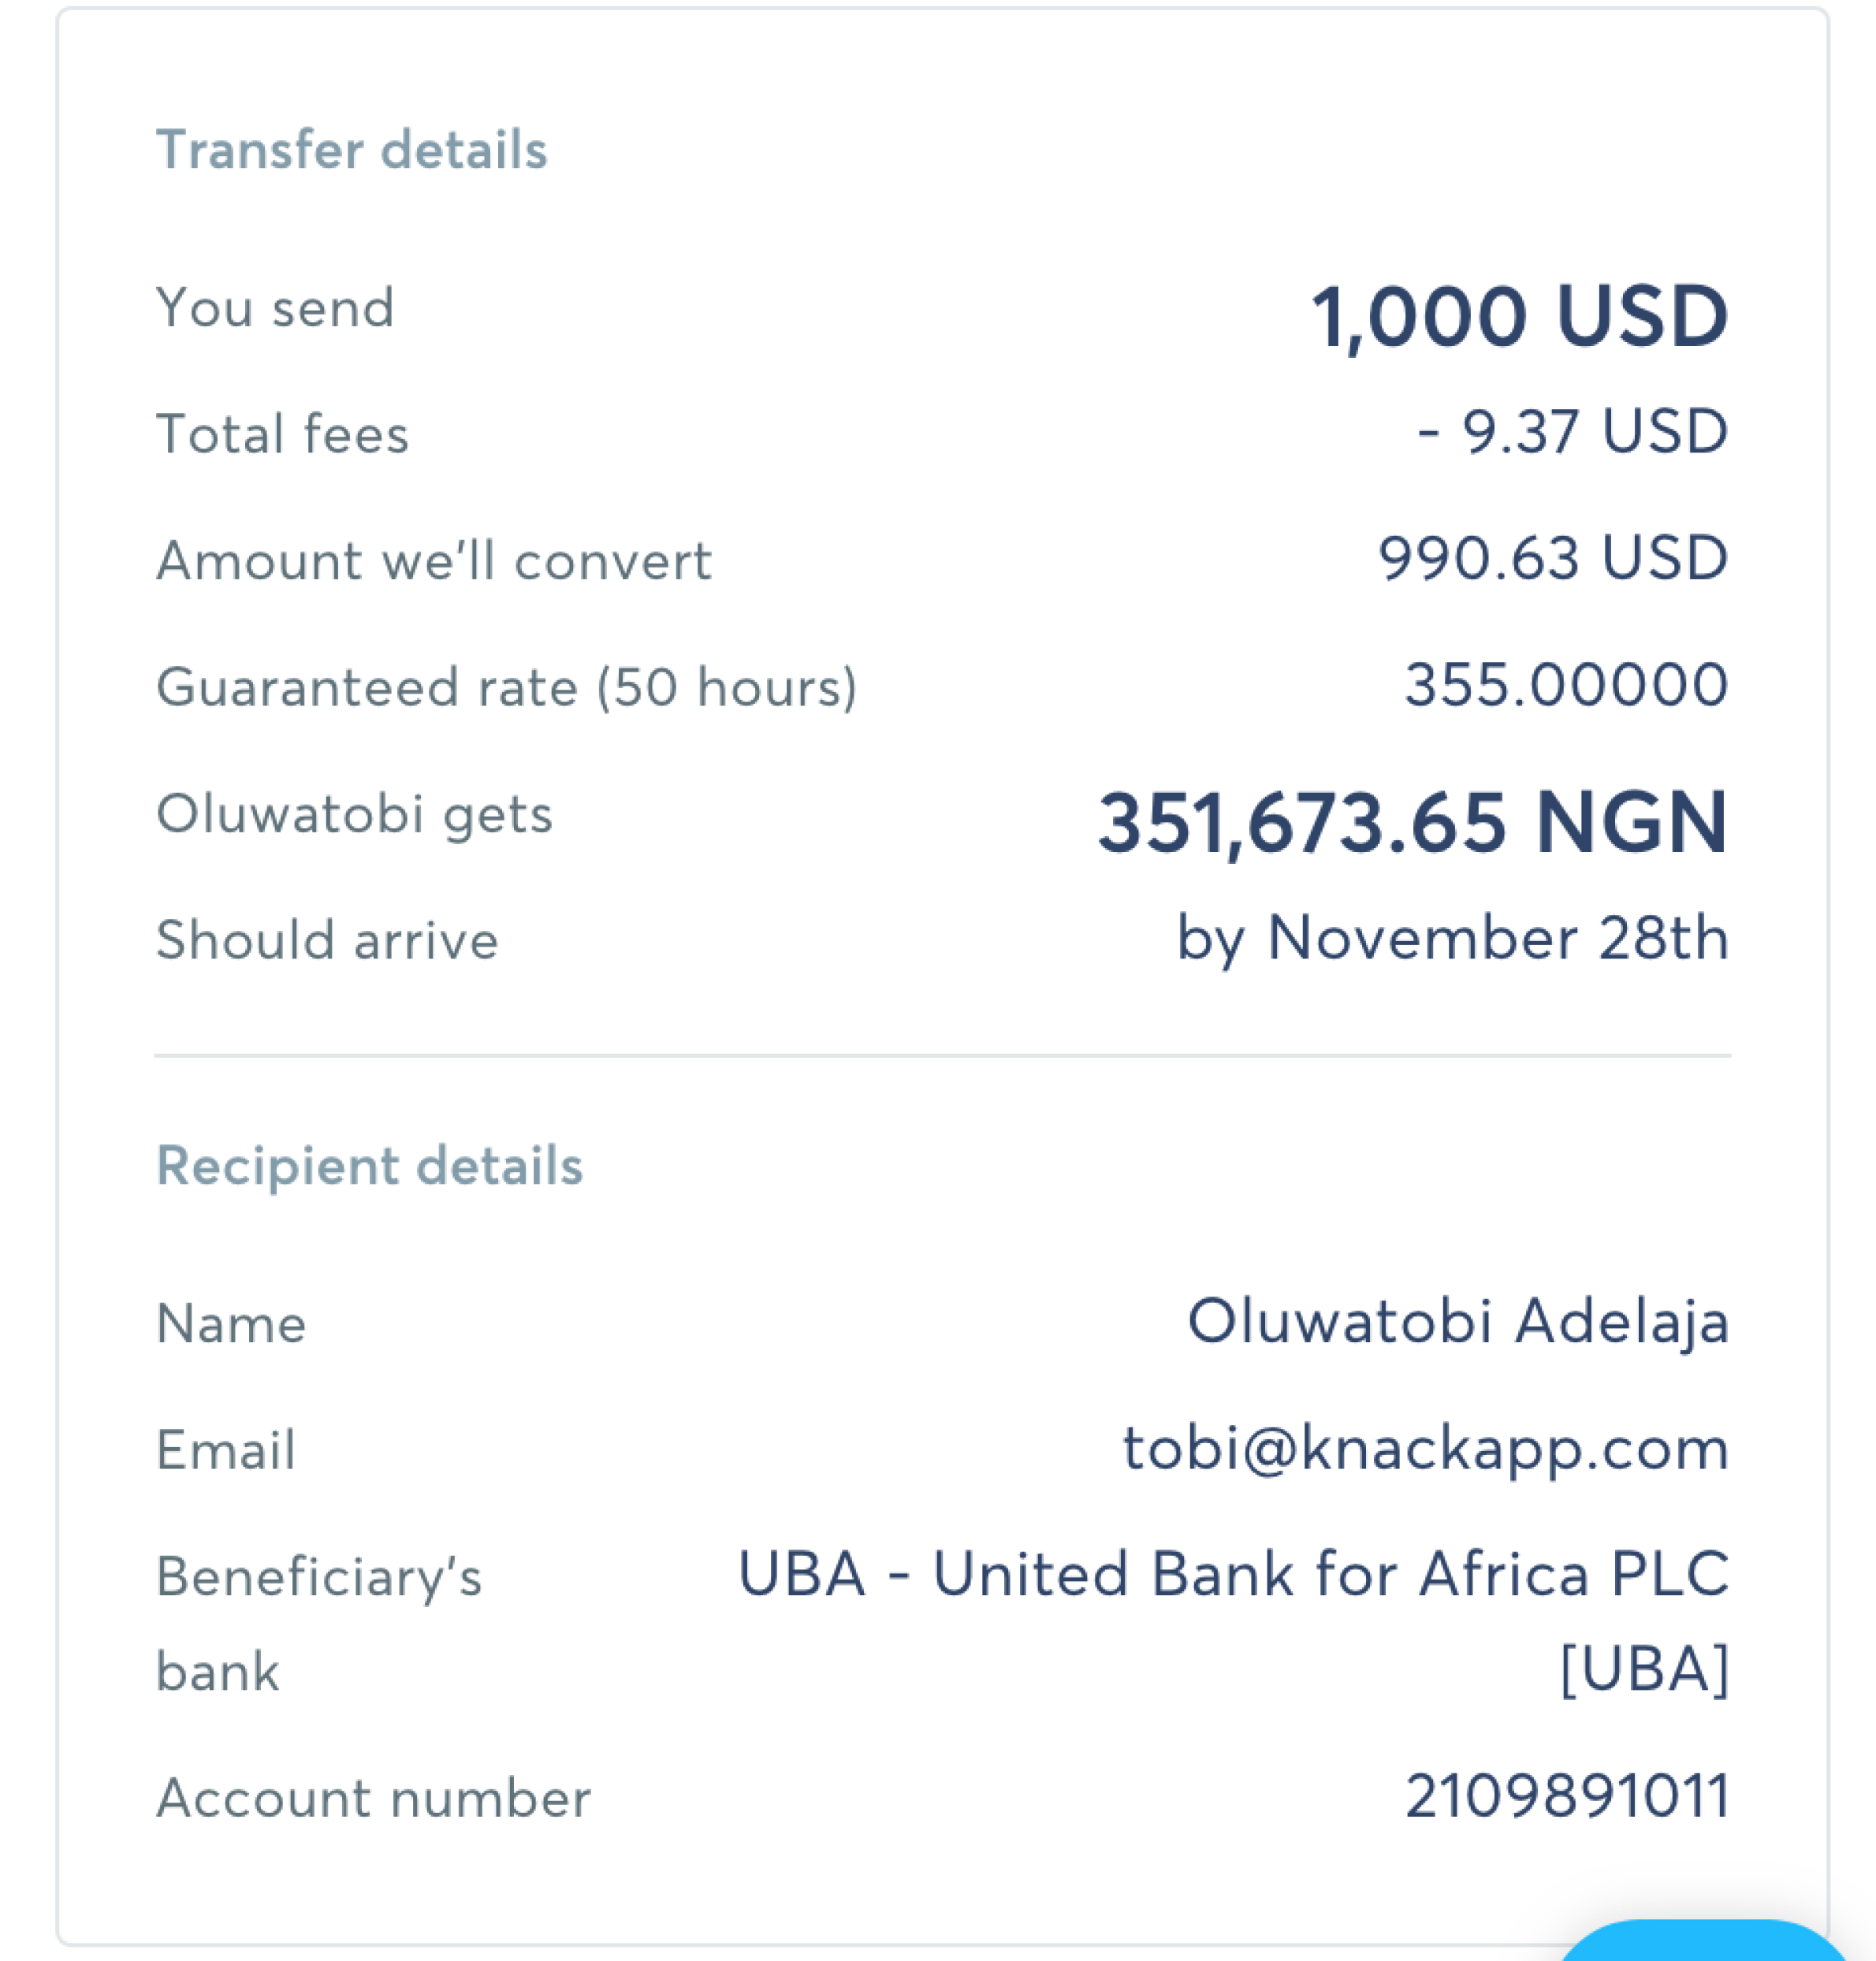 Transfer details
You send 1,000 USD
Total fees - 9.37 USD
Amount we'll convert 990.63 USD
Guaranteed rate (50 hours) 355.00000
Oluwatobi gets 351,673.65 NGN
Should arrive by November 28th
Recipient details
Name Oluwatobi Adelaja
Email tobi@knackapp.com
Beneficiary's UBA - United Bank for Africa PLC
bank [UBA]
Account number 2109891011